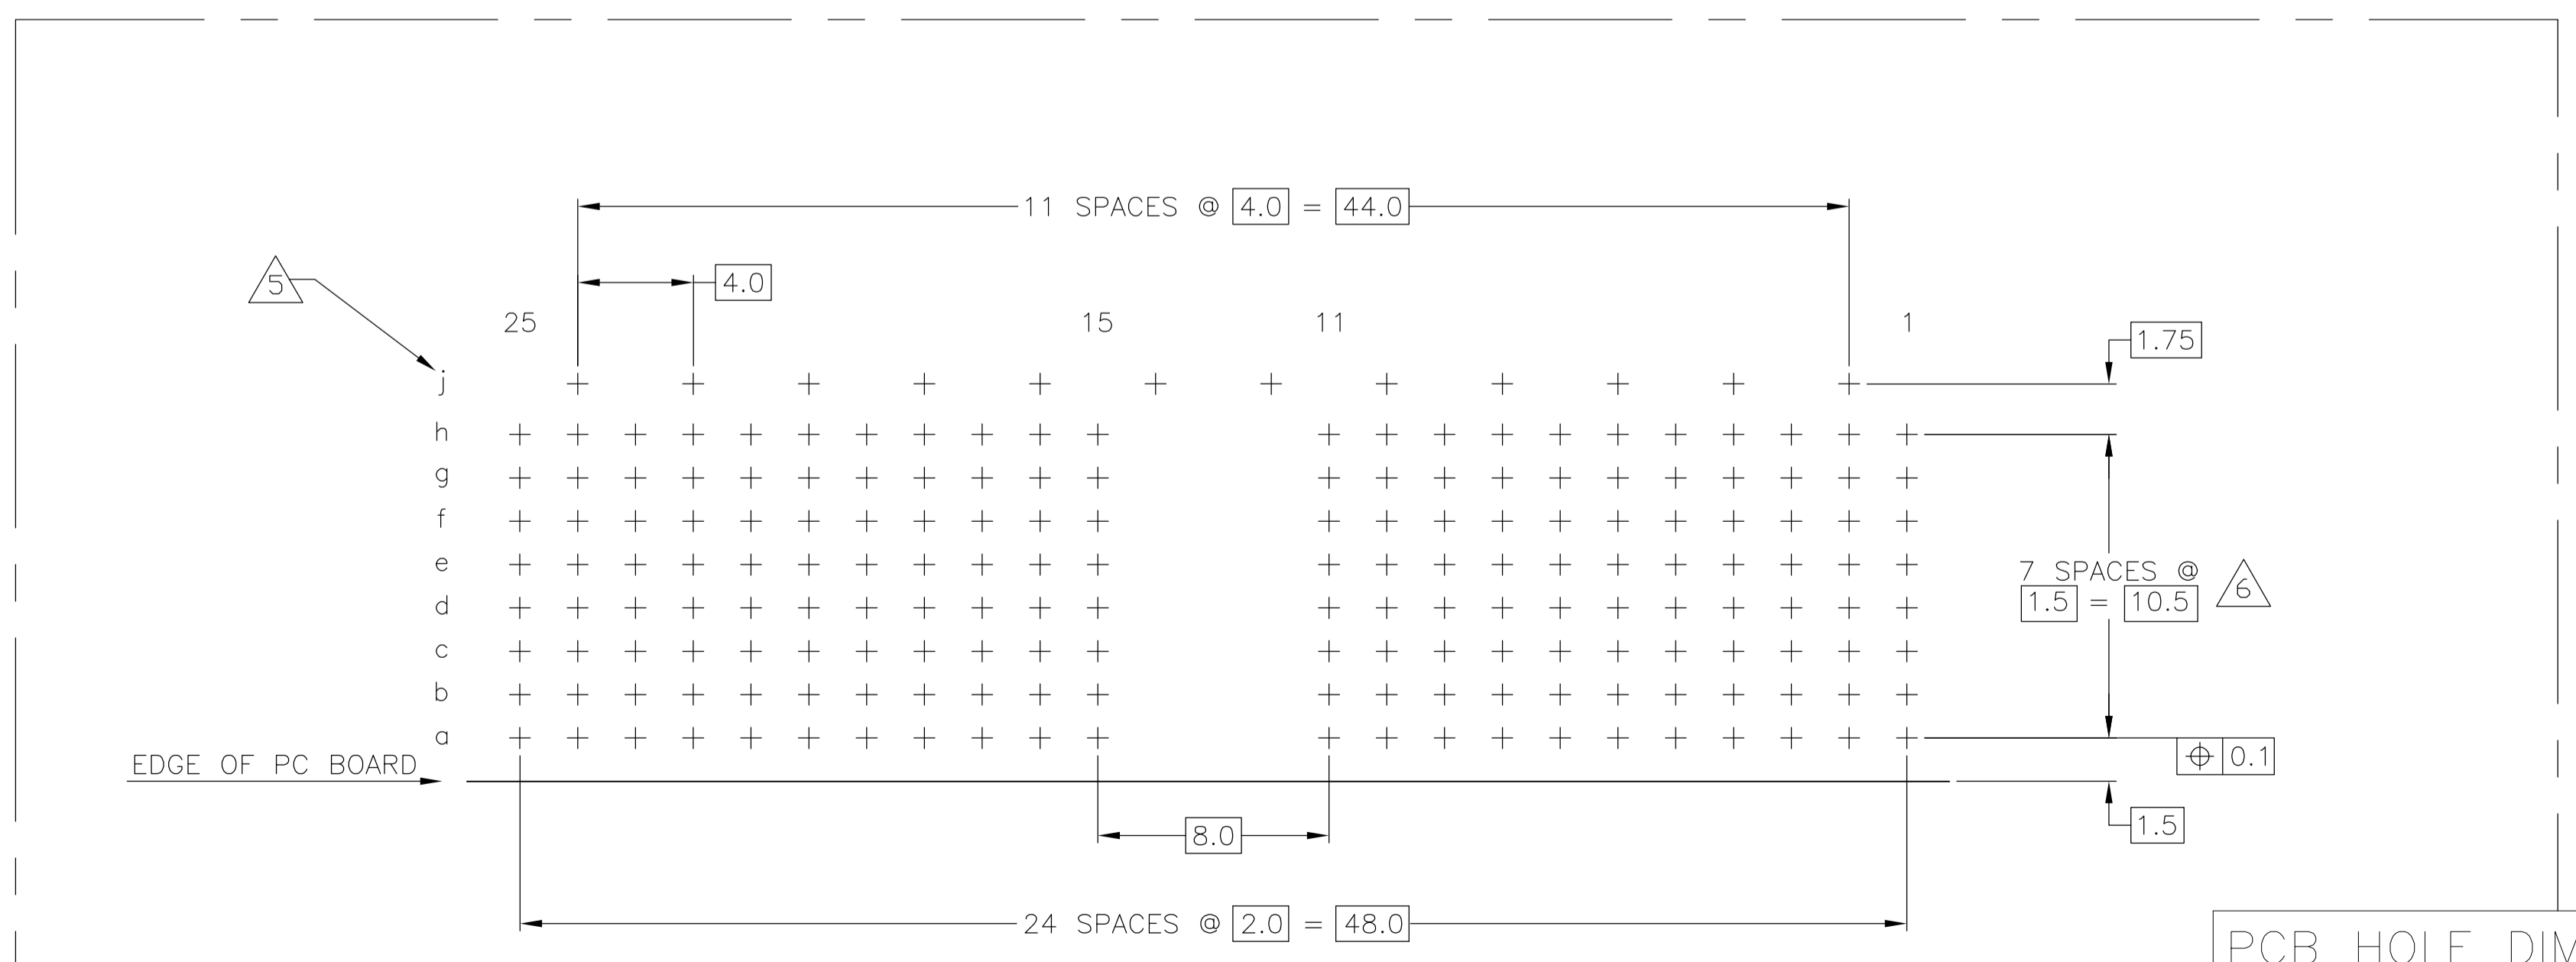 11 SPACES @ 4.0 = 44.0
5
4.0
25 15 11 1
1.75
j
h
g
f
e
7 SPACES @
1.5 = 10.5 6
d
c
b
a
EDGE OF PC BOARD
0.1
1.5
8.0
24 SPACES @ 2.0 = 48.0
PCB HOLE DIM